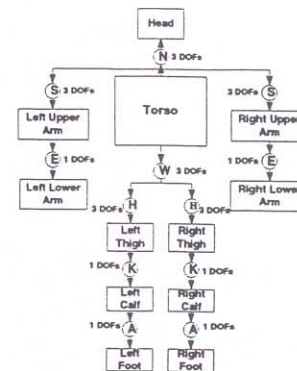 Head
N 3 DOFs
S 3 DOFs
3 DOFs S
Torso
Left Upper
Arm
Right Upper
Arm
E 1 DOFs
1 DOFs E
W 3 DOFs
Left Lower
Arm
Right Lower
Arm
H H
3 DOFs 3 DOFs
Left
Thigh
Right
Thigh
K K
1 DOFs 1 DOFs
Left
Calf
Right
Calf
1 DOFs A
A 1 DOFs
Left
Foot
Right
Foot